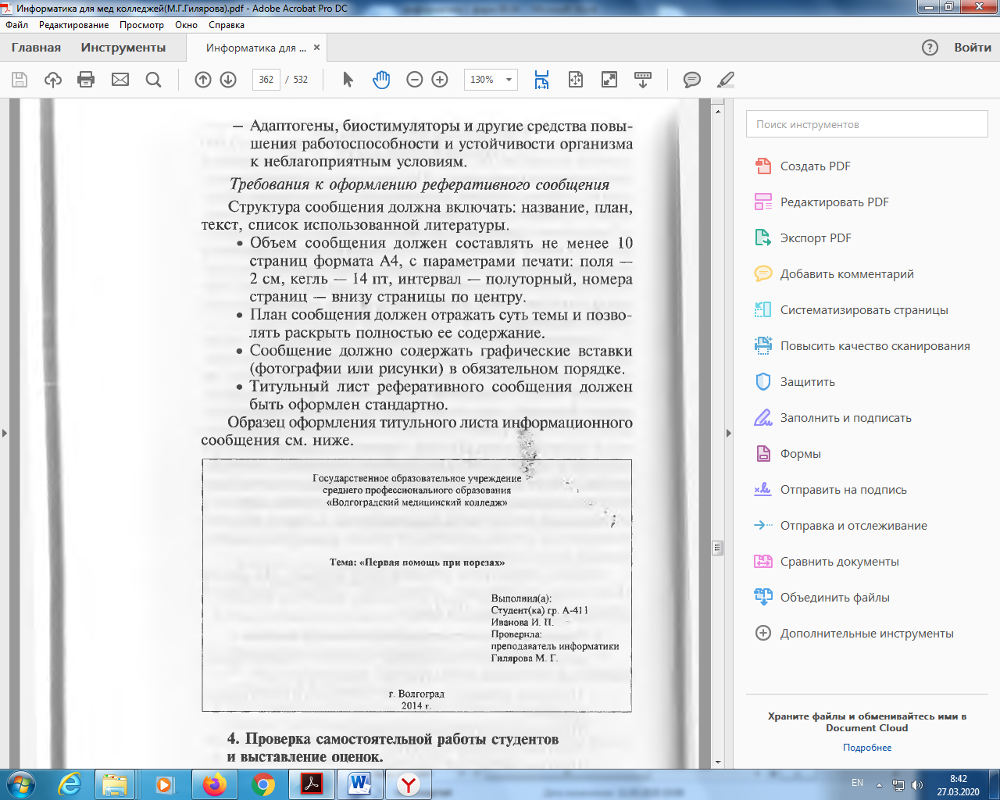 Информатика для мед колледжей(М.Г.Гилярова).pdf - Adobe Acrobat Pro DC
Файл Редактирование Просмотр Окно Справка
Главная Инструменты Информатика для ... × Войти
362 / 532 130%
— Адаптогены, биостимуляторы и другие средства повы-
шения работоспособности и устойчивости организма
к неблагоприятным условиям.
Требования к оформлению реферативного сообщения
Структура сообщения должна включать: название, план,
текст, список использованной литературы.
• Объем сообщения должен составлять не менее 10
страниц формата А4, с параметрами печати: поля —
2 см, кегль — 14 пт, интервал — полуторный, номера
страниц — внизу страницы по центру.
• План сообщения должен отражать суть темы и позво-
лять раскрыть полностью ее содержание.
• Сообщение должно содержать графические вставки
(фотографии или рисунки) в обязательном порядке.
• Титульный лист реферативного сообщения должен
быть оформлен стандартно.
Образец оформления титульного листа информационного
сообщения см. ниже.
Государственное образовательное учреждение
среднего профессионального образования
«Волгоградский медицинский колледж»
Тема: «Первая помощь при порезах»
Выполнил(а):
Студент(ка) гр. А-411
Иванова И. П.
Проверила:
преподаватель информатики
Гилярова М. Г.
г. Волгоград
2014 г.
4. Проверка самостоятельной работы студентов
и выставление оценок.
Поиск инструментов
Создать PDF
Редактировать PDF
Экспорт PDF
Добавить комментарий
Систематизировать страницы
Повысить качество сканирования
Защитить
Заполнить и подписать
Формы
Отправить на подпись
Отправка и отслеживание
Сравнить документы
Объединить файлы
Дополнительные инструменты
Храните файлы и обменивайтесь ими в
Document Cloud
Подробнее
EN 8:42
27.03.2020